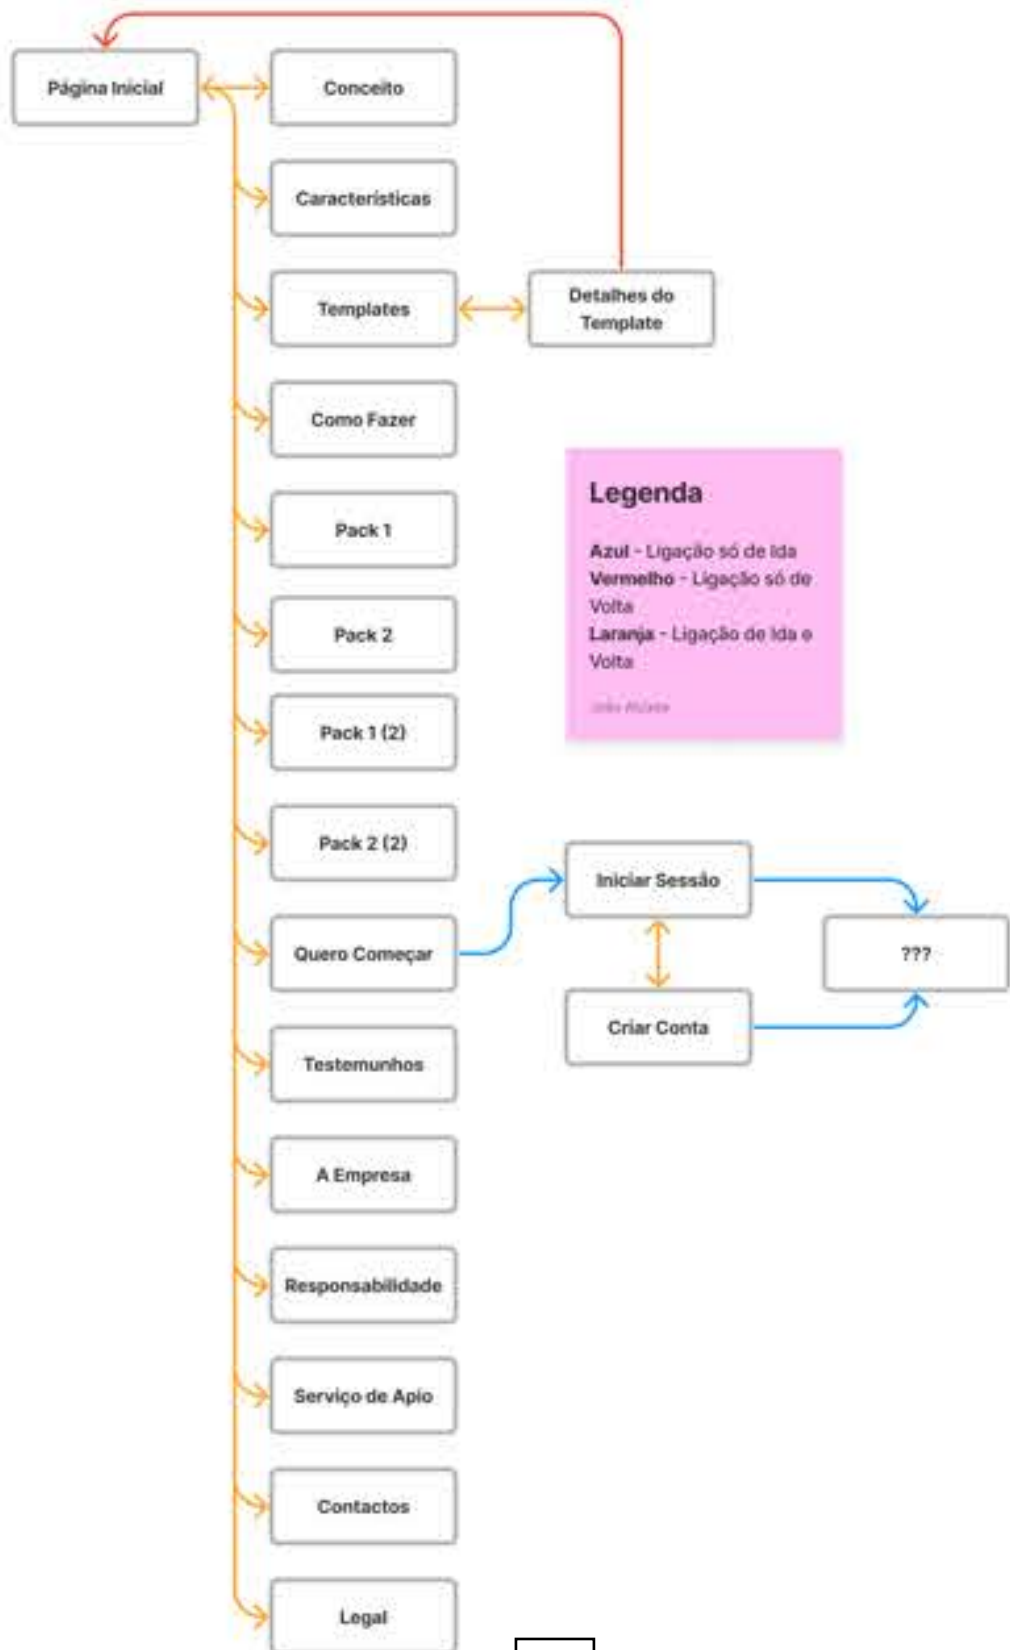 Página Inicial
Conceito
Características
Templates
Detalhes do
Template
Como Fazer
Legenda
Azul - Ligação só de Ida
Vermelho - Ligação só de
Volta
Laranja - Ligação de Ida e
Volta
Pack 1
Pack 2
Pack 1 (2)
Pack 2 (2)
Iniciar Sessão
Quero Começar
???
Criar Conta
Testemunhos
A Empresa
Responsabilidade
Serviço de Apio
Contactos
Legal